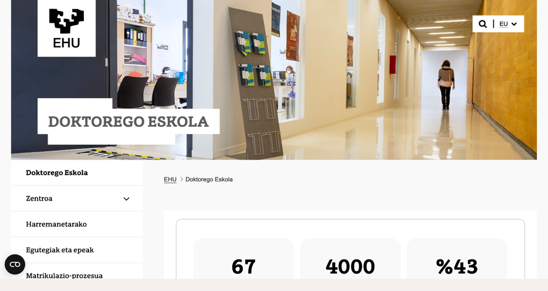 EHU
EU
DOKTOREGO ESKOLA
Doktorego Eskola
Zentroa
Harremanetarako
Egutegiak eta epeak
Matrikulazio-prozesua
EHU > Doktorego Eskola
67
4000
%43